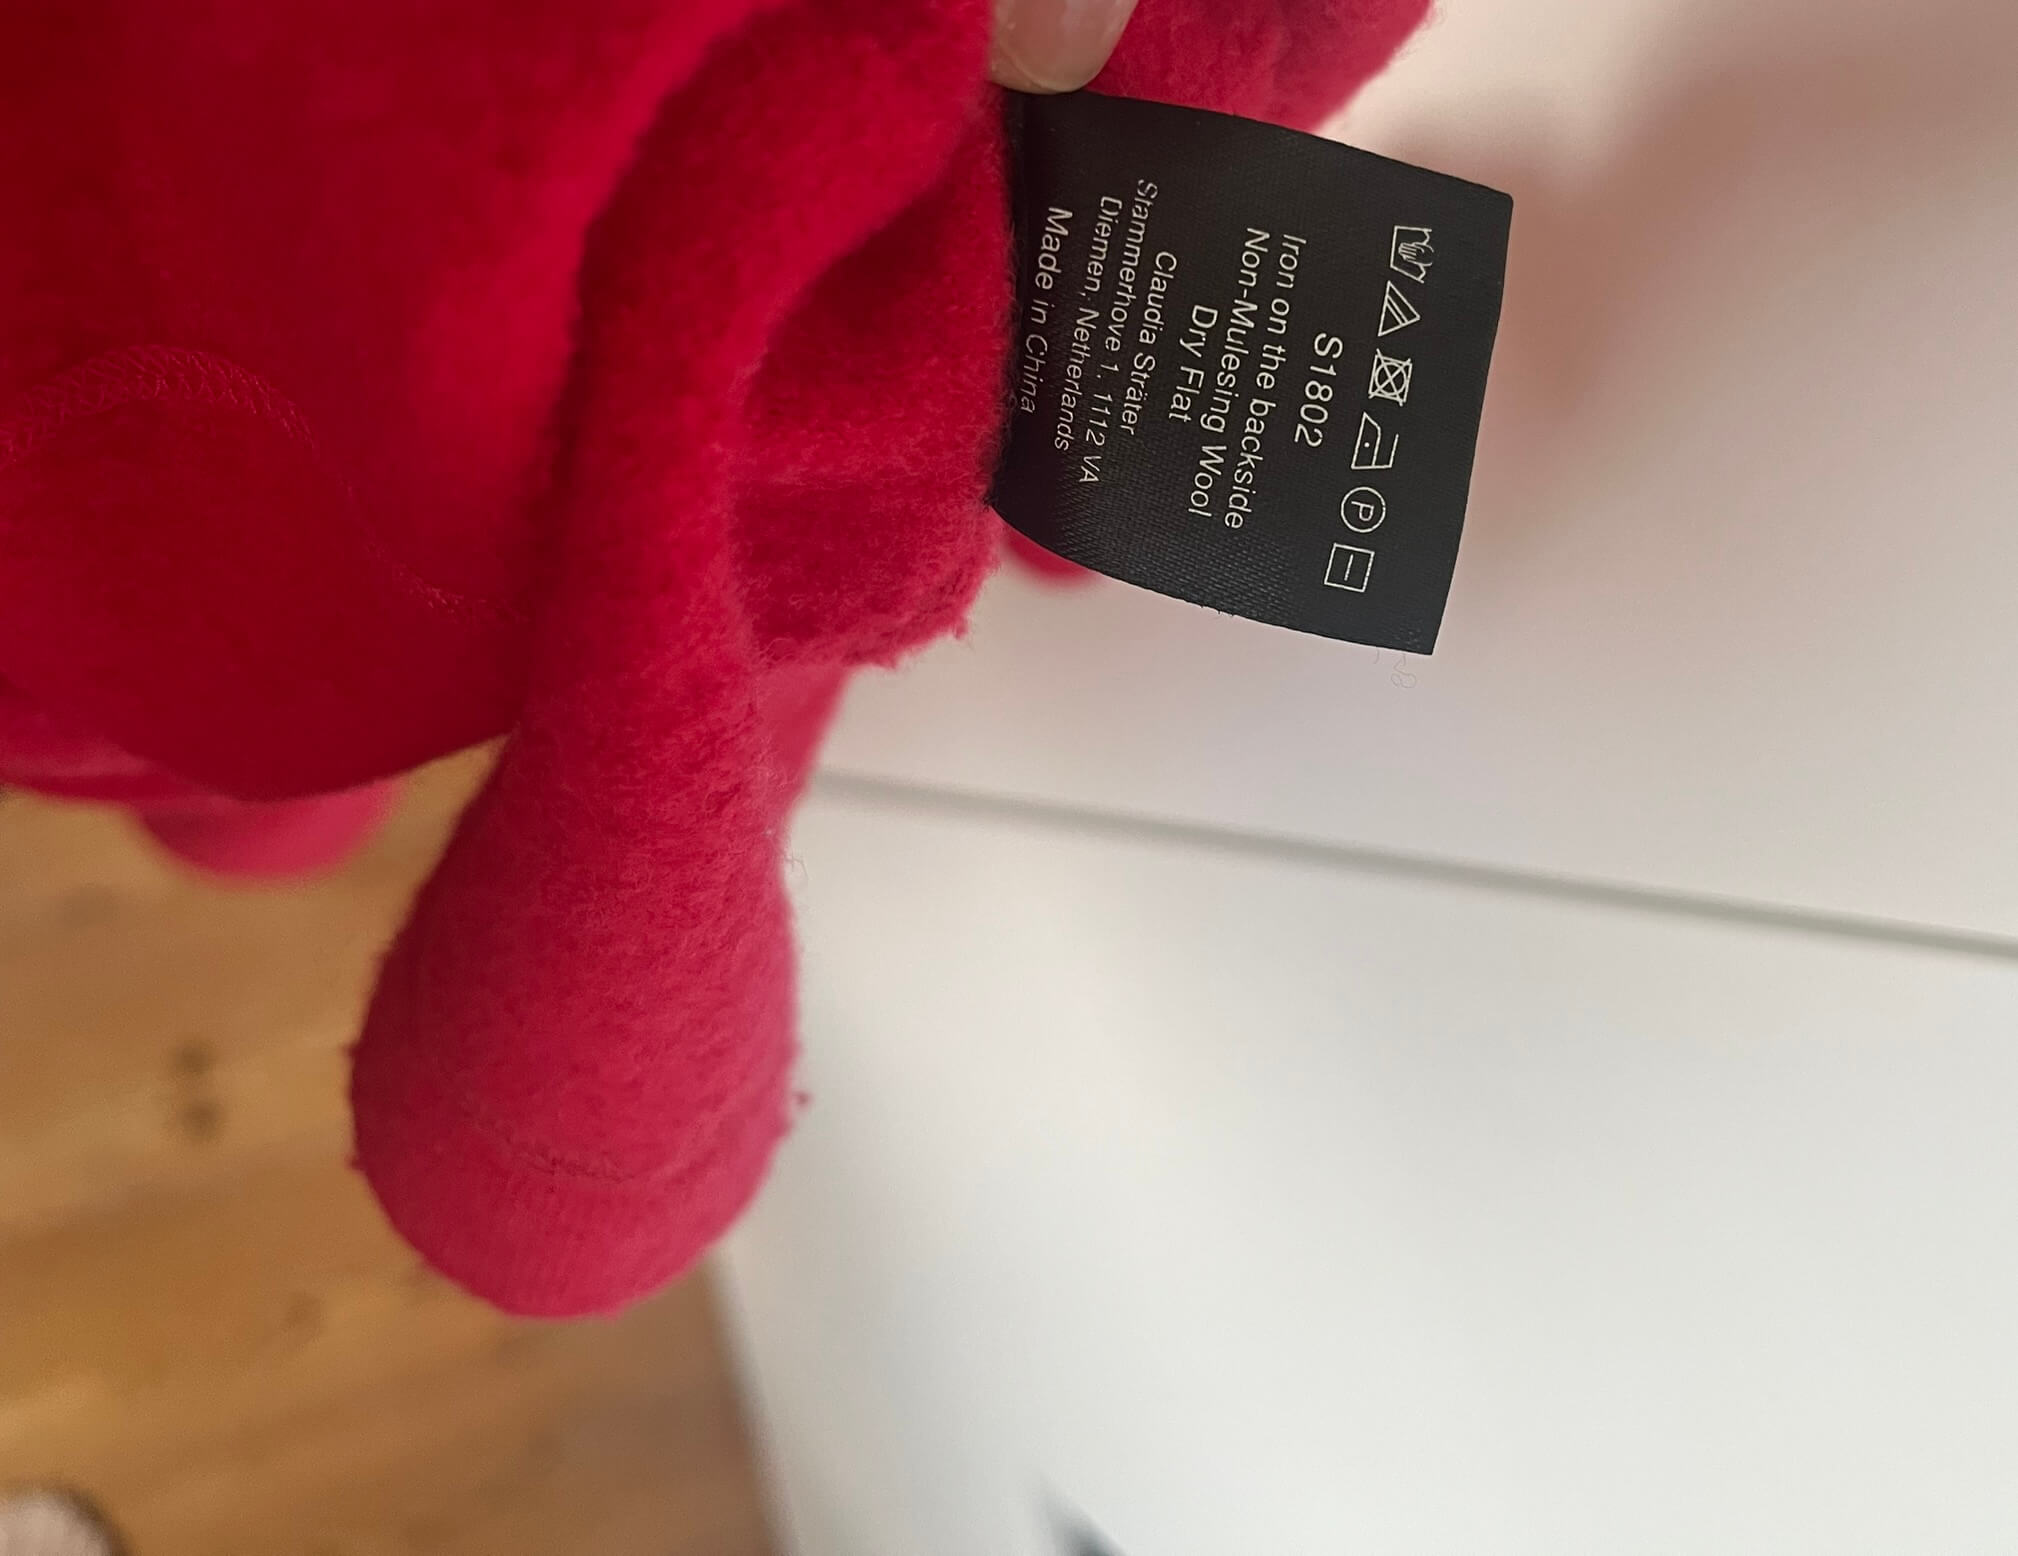 S1802
Iron on the backside
Non-Mulesing Wool
Dry Flat
Claudia Sträter
Stammerhove 1, 1112 VA
Diemen, Netherlands
Made in China